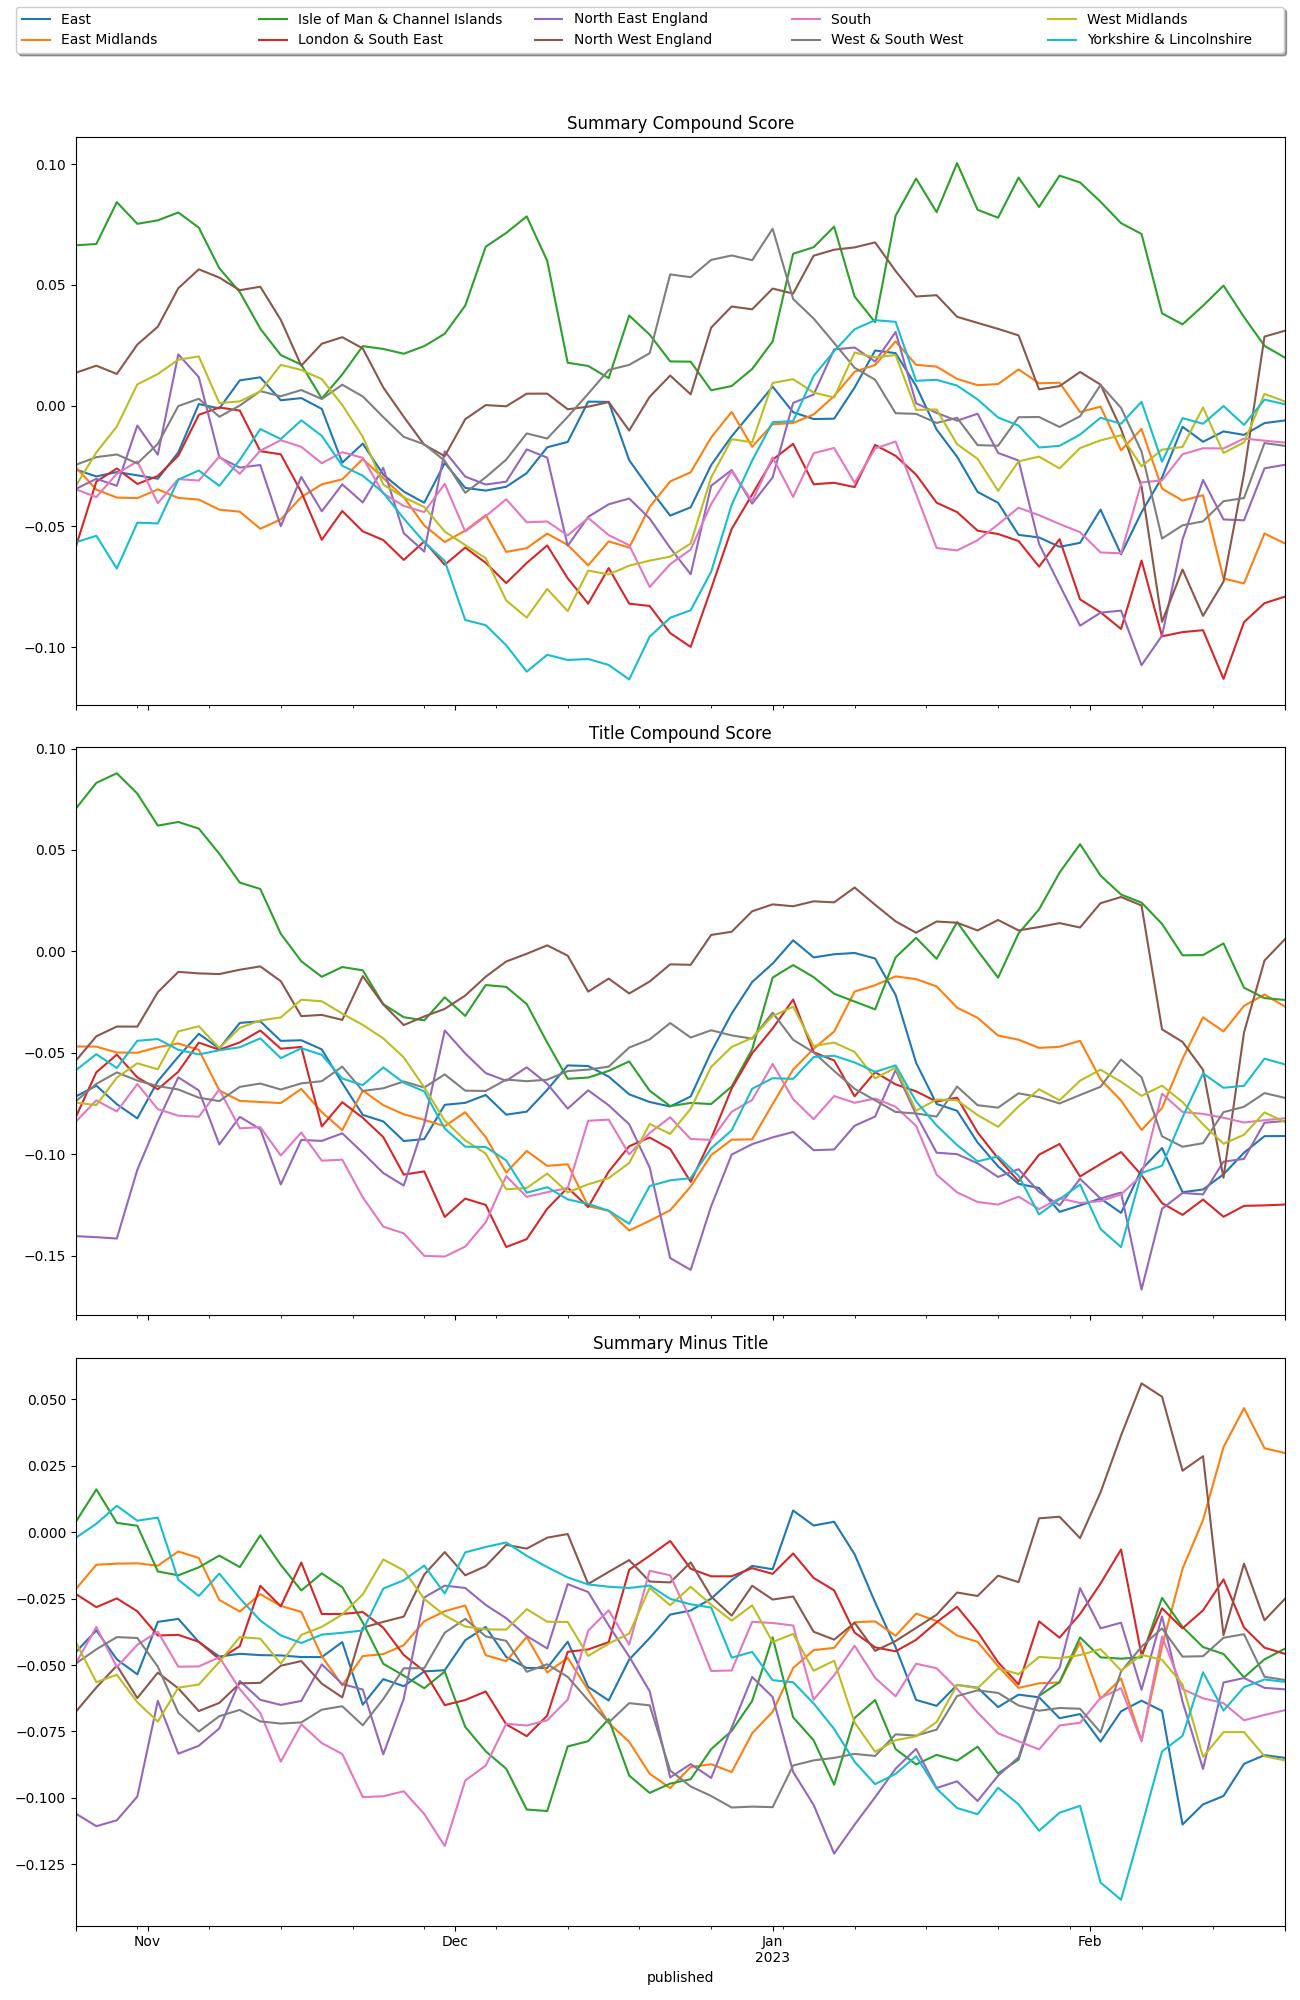 East
Isle of Man & Channel Islands
North East England
South
West Midlands
East Midlands
London & South East
North West England
West & South West
Yorkshire & Lincolnshire
Summary Compound Score
0.10
0.05
0.00
−0.05
−0.10
Title Compound Score
0.10
0.05
0.00
−0.05
−0.10
−0.15
Summary Minus Title
0.050
0.025
0.000
−0.025
−0.050
−0.075
−0.100
−0.125
Nov
Dec
Jan
2023
Feb
published